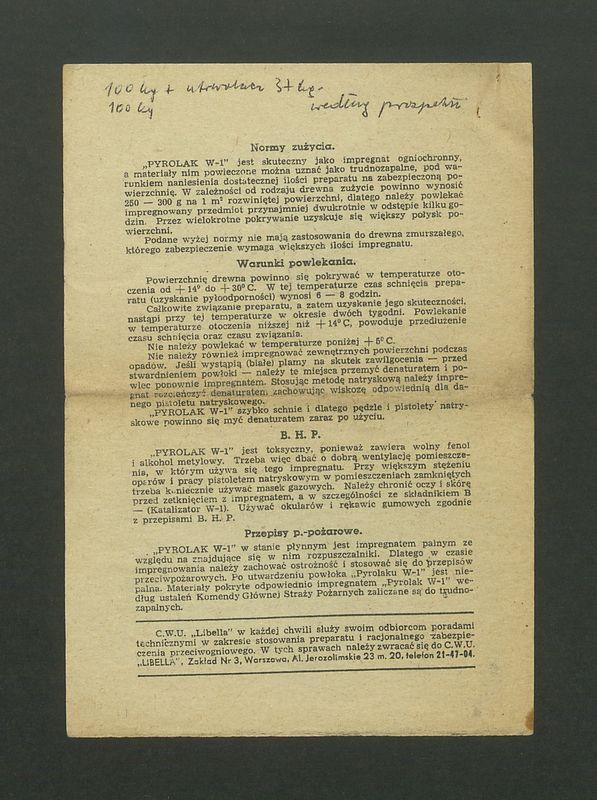 100 kg + utwardzacz 37 kg.
100 kg według prospektu
Normy zużycia.
„PYROLAK W-1" jest skuteczny jako impregnat ogniochronny,
a materiały nim powleczone można uznać jako trudnozapalne, pod wa-
runkiem naniesienia dostatecznej ilości preparatu na zabezpieczoną po-
wierzchnię. W zależności od rodzaju drewna zużycie powinno wynosić
250 — 300 g na 1 m² rozwiniętej powierzchni, dlatego należy powlekać
impregnowany przedmiot przynajmniej dwukrotnie w odstępie kilku go-
dzin. Przez wielokrotne pokrywanie uzyskuje się większy połysk po-
wierzchni.
Podane wyżej normy nie mają zastosowania do drewna zmurszałego,
którego zabezpieczenie wymaga większych ilości impregnatu.
Warunki powlekania.
Powierzchnię drewna powinno się pokrywać w temperaturze oto-
czenia od +14° do +30° C. W tej temperaturze czas schnięcia prepa-
ratu (uzyskanie pyłoodporności) wynosi 6 — 8 godzin.
Całkowite związanie preparatu, a zatem uzyskanie jego skuteczności,
nastąpi przy tej temperaturze w okresie dwóch tygodni. Powlekanie
w temperaturze otoczenia niższej niż +14° C, powoduje przedłużenie
czasu schnięcia oraz czasu związania.
Nie należy powlekać w temperaturze poniżej +5° C.
Nie należy również impregnować zewnętrznych powierzchni podczas
opadów. Jeśli wystąpią (białe) plamy na skutek zawilgocenia — przed
stwardnieniem powłoki — należy te miejsca przemyć denaturatem i po-
wlec ponownie impregnatem. Stosując metodę natryskową należy impre-
gnat rozcieńczyć denaturatem, zachowując wiskozę odpowiednią dla da-
nego pistoletu natryskowego.
„PYROLAK W-1" szybko schnie i dlatego pędzle i pistolety natry-
skowe powinno się myć denaturatem zaraz po użyciu.
B. H. P.
„PYROLAK W-1" jest toksyczny, ponieważ zawiera wolny fenol
i alkohol metylowy. Trzeba więc dbać o dobrą wentylację pomieszcze-
nia, w którym używa się tego impregnatu. Przy większym stężeniu
oparów i pracy pistoletem natryskowym w pomieszczeniach zamkniętych
trzeba koniecznie używać masek gazowych. Należy chronić oczy i skórę
przed zetknięciem z impregnatem, a w szczególności ze składnikiem B
— (Katalizator W-1). Używać okularów i rękawic gumowych zgodnie
z przepisami B. H. P.
Przepisy p.-pożarowe.
„PYROLAK W-1" w stanie płynnym jest impregnatem palnym ze
względu na znajdujące się w nim rozpuszczalniki. Dlatego w czasie
impregnowania należy zachować ostrożność i stosować się do przepisów
przeciwpożarowych. Po utwardzeniu powłoka „Pyrolaku W-1" jest nie-
palna. Materiały pokryte odpowiednio impregnatem „Pyrolak W-1" we-
dług ustaleń Komendy Głównej Straży Pożarnych zaliczane są do trudno-
zapalnych.
C.W.U. „Libella" w każdej chwili służy swoim odbiorcom poradami
technicznymi w zakresie stosowania preparatu i racjonalnego zabezpie-
czenia przeciwogniowego. W tych sprawach należy zwracać się do C.W.U.
„LIBELLA", Zakład Nr 3, Warszawa, Al. Jerozolimskie 23 m. 20, telefon 21-47-04.